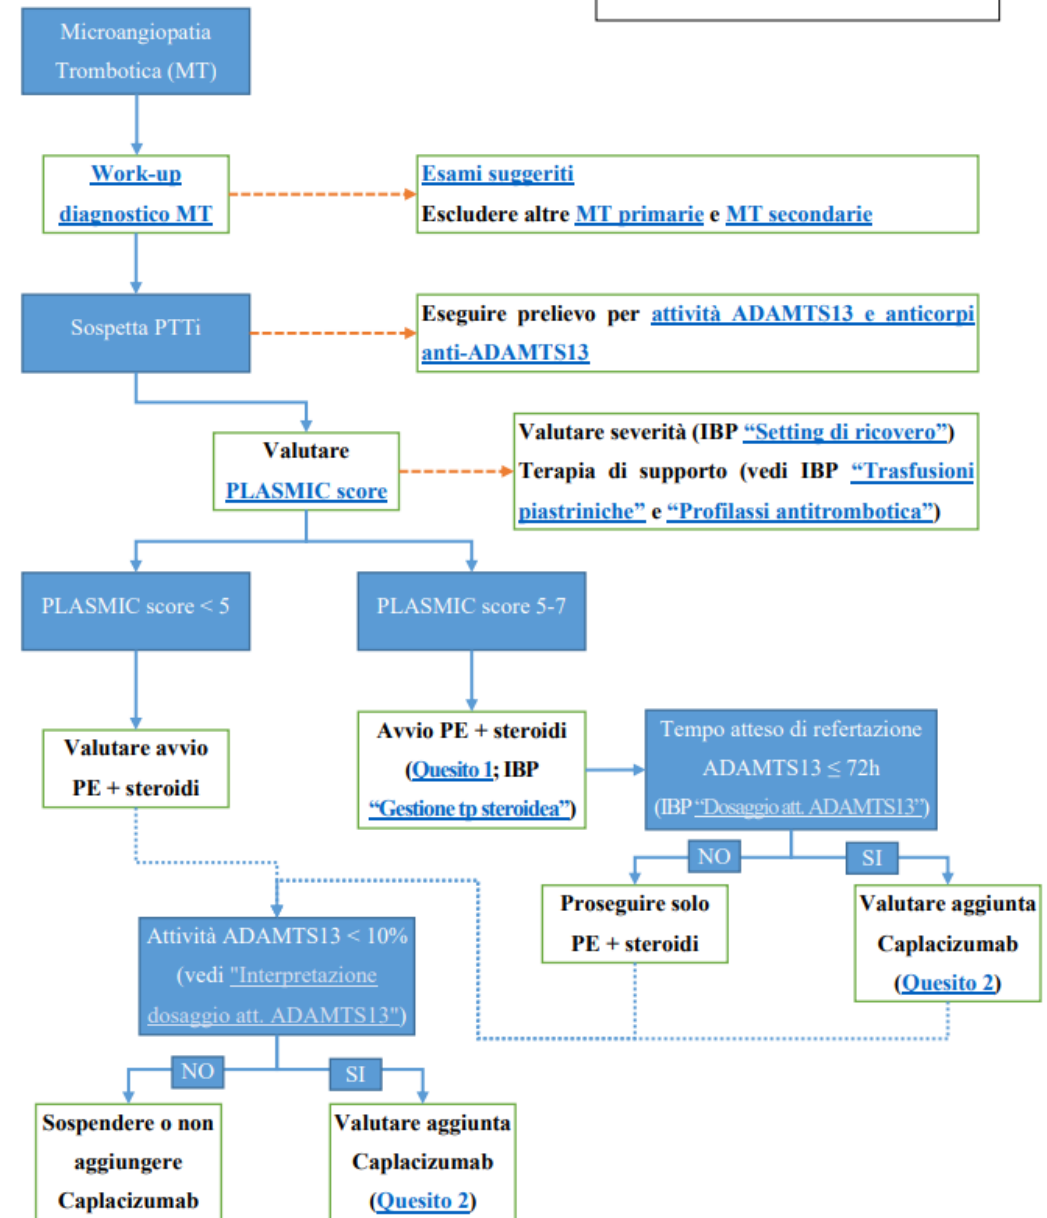 Microangiopatia
Trombotica (MT)
Work-up
diagnostico MT
Esami suggeriti
Escludere altre MT primarie e MT secondarie
Sospetta PTTi
Eseguire prelievo per attività ADAMTS13 e anticorpi
anti-ADAMTS13
Valutare
PLASMIC score
Valutare severità (IBP “Setting di ricovero”)
Terapia di supporto (vedi IBP “Trasfusioni
piastriniche” e “Profilassi antitrombotica”)
PLASMIC score < 5
PLASMIC score 5-7
Valutare avvio
PE + steroidi
Avvio PE + steroidi
(Quesito 1; IBP
“Gestione tp steroidea”)
Tempo atteso di refertazione
ADAMTS13 ≤ 72h
(IBP “Dosaggio att. ADAMTS13”)
NO
SI
Proseguire solo
PE + steroidi
Valutare aggiunta
Caplacizumab
(Quesito 2)
Attività ADAMTS13 < 10%
(vedi "Interpretazione
dosaggio att. ADAMTS13")
NO
SI
Sospendere o non
aggiungere
Caplacizumab
Valutare aggiunta
Caplacizumab
(Quesito 2)